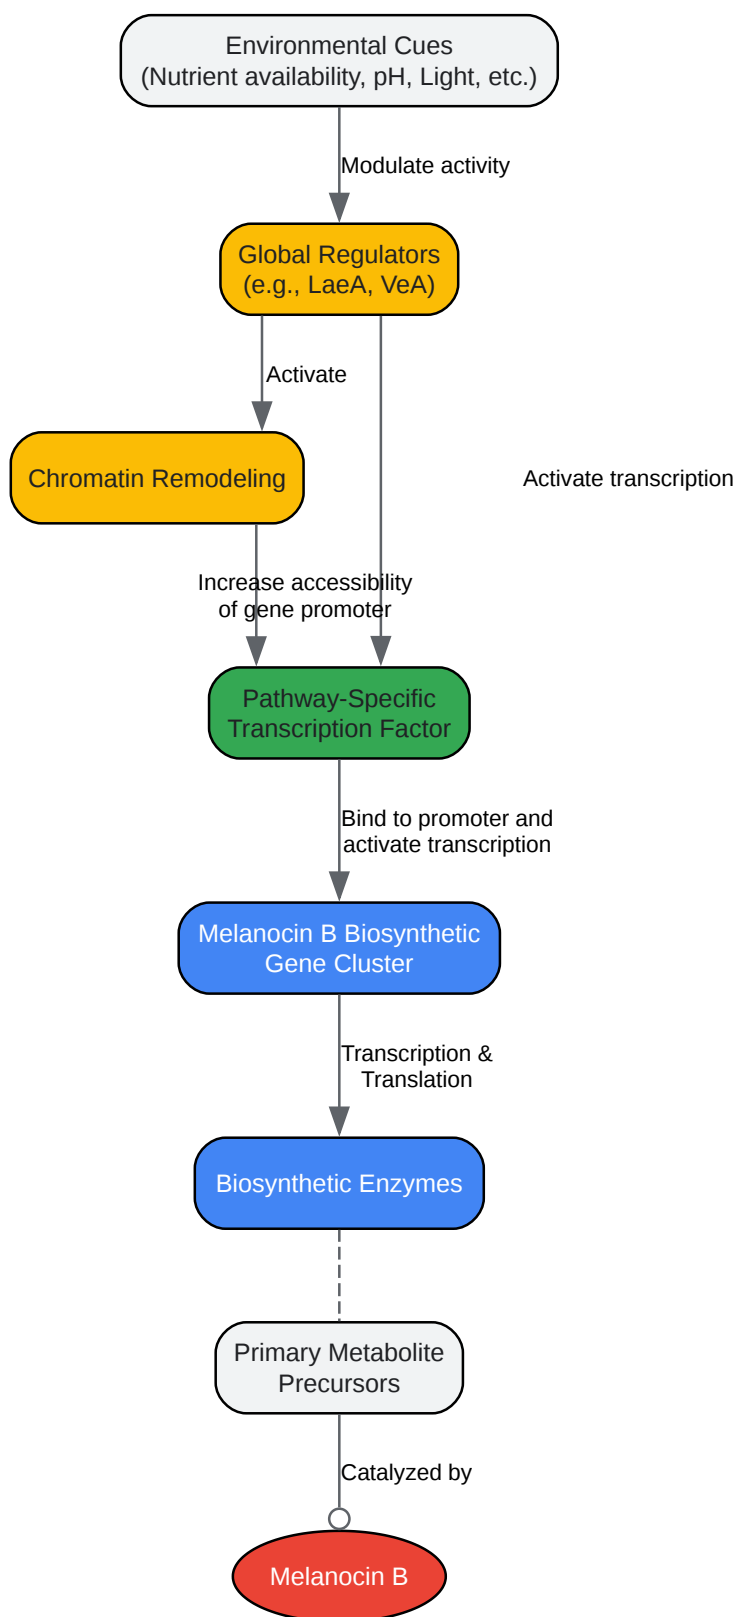 Environmental Cues
(Nutrient availability, pH, Light, etc.)
Modulate activity
Global Regulators
(e.g., LaeA, VeA)
Activate
Chromatin Remodeling
Activate transcription
Increase accessibility
of gene promoter
Pathway-Specific
Transcription Factor
Bind to promoter and
activate transcription
Melanocin B Biosynthetic
Gene Cluster
Transcription &
Translation
Biosynthetic Enzymes
Primary Metabolite
Precursors
Catalyzed by
Melanocin B